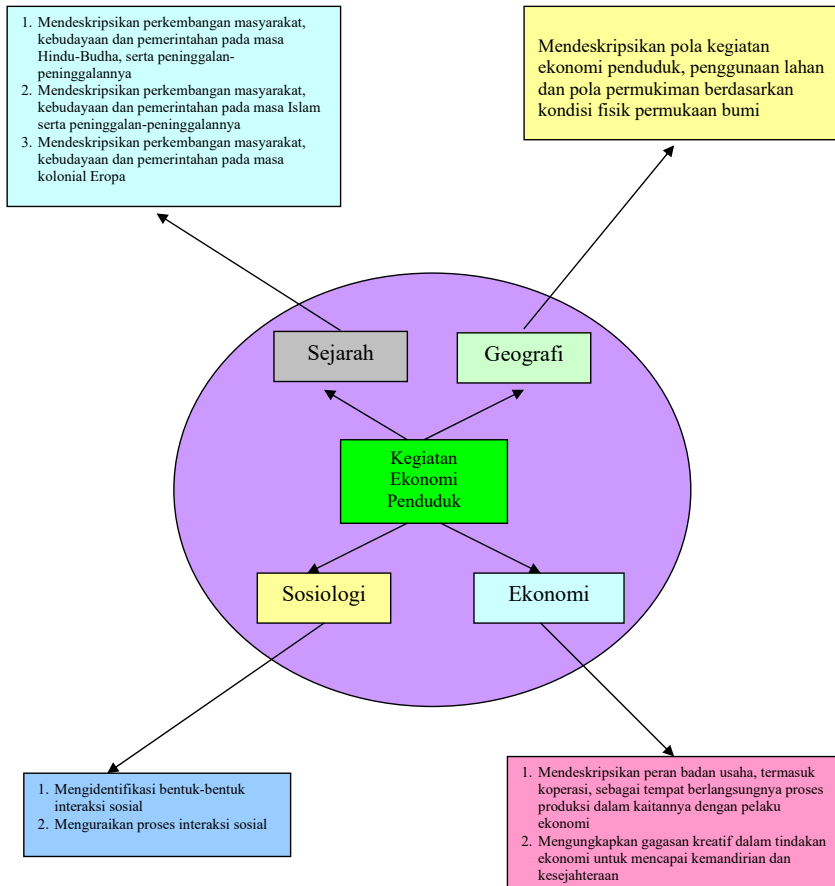 1. Mendeskripsikan perkembangan masyarakat,
kebudayaan dan pemerintahan pada masa
Hindu-Budha, serta peninggalan-
peninggalannya
2. Mendeskripsikan perkembangan masyarakat,
kebudayaan dan pemerintahan pada masa Islam
serta peninggalan-peninggalannya
3. Mendeskripsikan perkembangan masyarakat,
kebudayaan dan pemerintahan pada masa
kolonial Eropa
Mendeskripsikan pola kegiatan
ekonomi penduduk, penggunaan lahan
dan pola permukiman berdasarkan
kondisi fisik permukaan bumi
Sejarah
Geografi
Kegiatan
Ekonomi
Penduduk
Sosiologi
Ekonomi
1. Mengidentifikasi bentuk-bentuk
interaksi sosial
2. Menguraikan proses interaksi sosial
1. Mendeskripsikan peran badan usaha, termasuk
koperasi, sebagai tempat berlangsungnya proses
produksi dalam kaitannya dengan pelaku
ekonomi
2. Mengungkapkan gagasan kreatif dalam tindakan
ekonomi untuk mencapai kemandirian dan
kesejahteraan